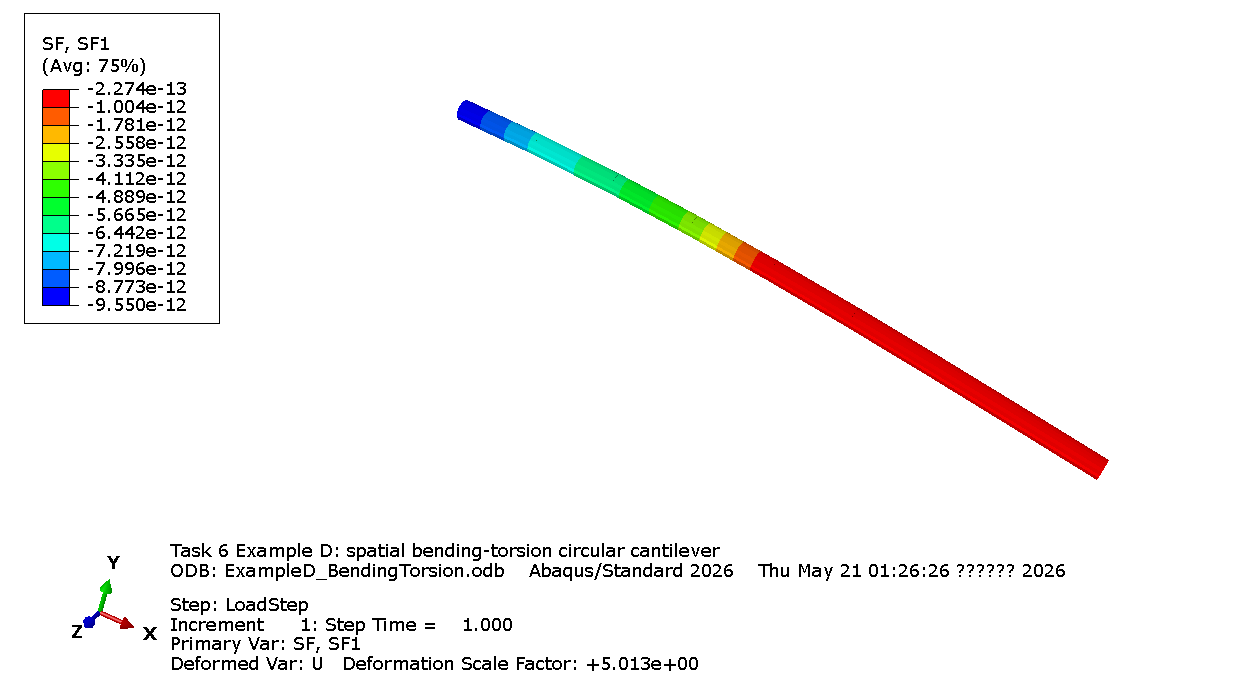 SF, SF1
(Avg: 75%)
-2.274e-13
-1.004e-12
-1.781e-12
-2.558e-12
-3.335e-12
-4.112e-12
-4.889e-12
-5.665e-12
-6.442e-12
-7.219e-12
-7.996e-12
-8.773e-12
-9.550e-12
Y
Z
X
Task 6 Example D: spatial bending-torsion circular cantilever
ODB: ExampleD_BendingTorsion.odb Abaqus/Standard 2026 Thu May 21 01:26:26 ?????? 2026
Step: LoadStep
Increment 1: Step Time = 1.000
Primary Var: SF, SF1
Deformed Var: U Deformation Scale Factor: +5.013e+00